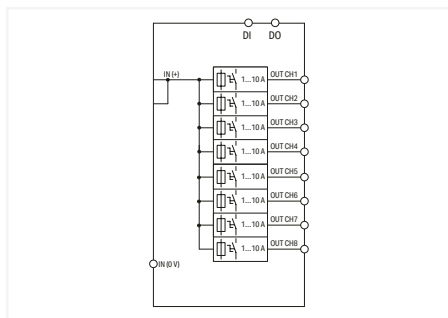 DI DO
IN (+) 1...10 A OUT CH1
1...10 A OUT CH2
1...10 A OUT CH3
1...10 A OUT CH4
1...10 A OUT CH5
1...10 A OUT CH6
1...10 A OUT CH7
1...10 A OUT CH8
IN (0 V)